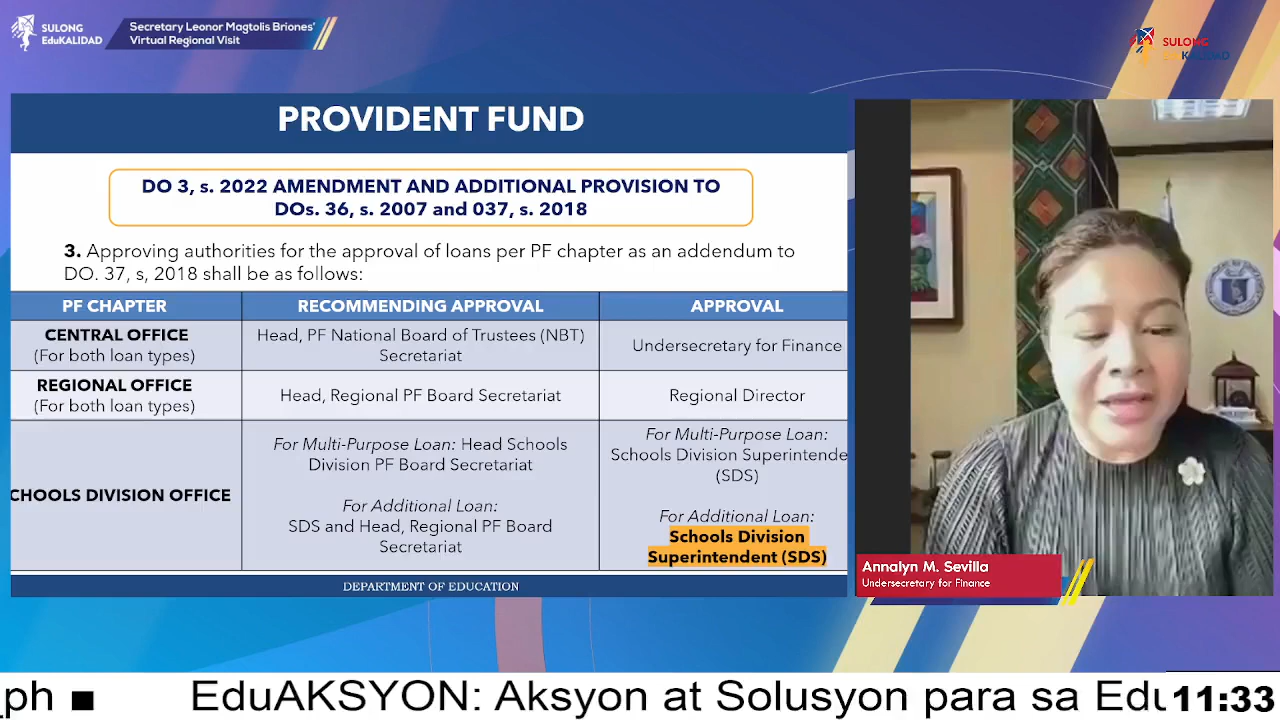 SULONG
EduKALIDAD
Secretary Leonor Magtolis Briones'
Virtual Regional Visit
SULONG
EduKALIDAD
PROVIDENT FUND
DO 3, s. 2022 AMENDMENT AND ADDITIONAL PROVISION TO
DOs. 36, s. 2007 and 037, s. 2018
3. Approving authorities for the approval of loans per PF chapter as an addendum to
DO. 37, s, 2018 shall be as follows:
PF CHAPTER
RECOMMENDING APPROVAL
APPROVAL
CENTRAL OFFICE
(For both loan types)
Head, PF National Board of Trustees (NBT)
Secretariat
Undersecretary for Finance
REGIONAL OFFICE
(For both loan types)
Head, Regional PF Board Secretariat
Regional Director
CHOOLS DIVISION OFFICE
For Multi-Purpose Loan: Head Schools
Division PF Board Secretariat
For Additional Loan:
SDS and Head, Regional PF Board
Secretariat
For Multi-Purpose Loan:
Schools Division Superintende
(SDS)
For Additional Loan:
Schools Division
Superintendent (SDS)
DEPARTMENT OF EDUCATION
Annalyn M. Sevilla
Undersecretary for Finance
ph ■ EduAKSYON: Aksyon at Solusyon para sa Edu
11:33